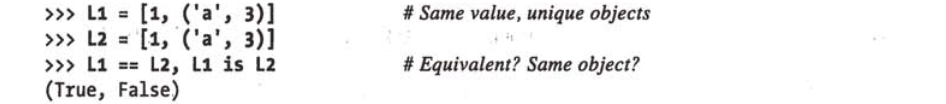 >>> L1 = [1, ('a', 3)] # Same value, unique objects
>>> L2 = [1, ('a', 3)]
>>> L1 == L2, L1 is L2 # Equivalent? Same object?
(True, False)